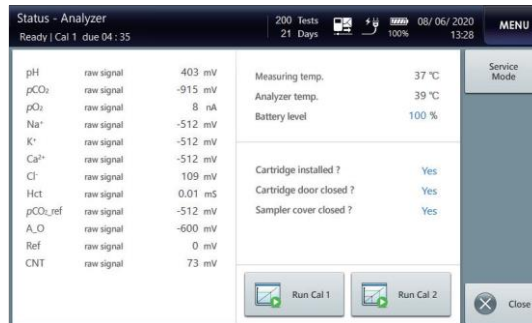 Status - Analyzer
Ready | Cal 1 due 04 : 35
200 Tests
21 Days
100%
08/ 06/ 2020
13:28
MENU
pH raw signal 403 mV
pCO₂ raw signal -915 mV
pO₂ raw signal 8 nA
Na⁺ raw signal -512 mV
K⁺ raw signal -512 mV
Ca²⁺ raw signal -512 mV
Cl⁻ raw signal 109 mV
Hct raw signal 0.01 mS
pCO₂_ref raw signal -512 mV
A_O raw signal -600 mV
Ref raw signal 0 mV
CNT raw signal 73 mV
Measuring temp. 37 ℃
Analyzer temp. 39 ℃
Battery level 100 %
Cartridge installed ? Yes
Cartridge door closed ? Yes
Sampler cover closed ? Yes
Run Cal 1
Run Cal 2
Service
Mode
Close